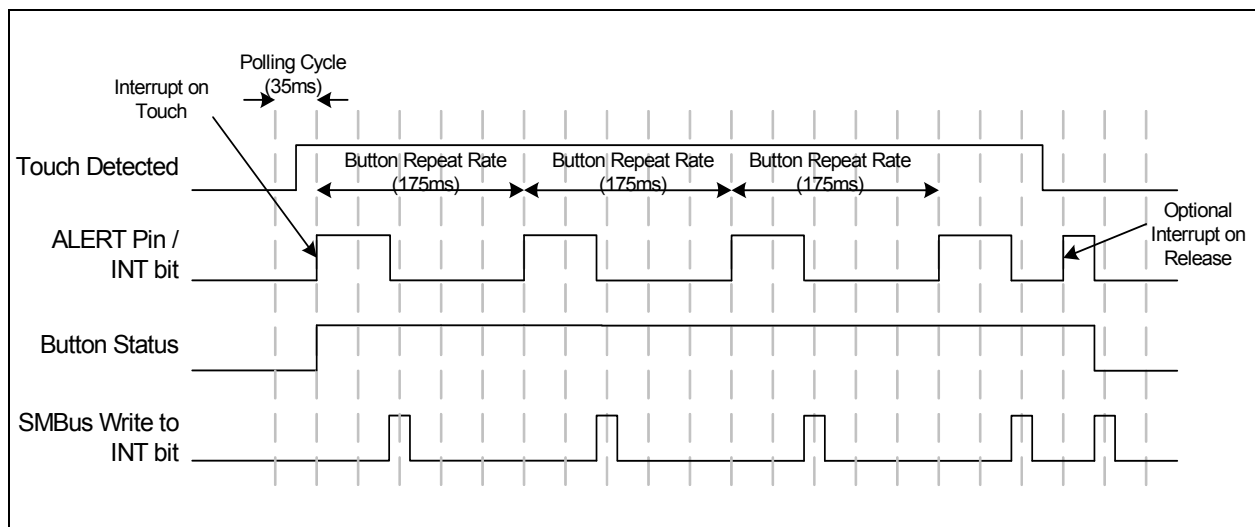 Polling Cycle
(35ms)
Interrupt on
Touch
Touch Detected
Button Repeat Rate
(175ms)
Button Repeat Rate
(175ms)
Button Repeat Rate
(175ms)
ALERT Pin /
INT bit
Optional
Interrupt on
Release
Button Status
SMBus Write to
INT bit